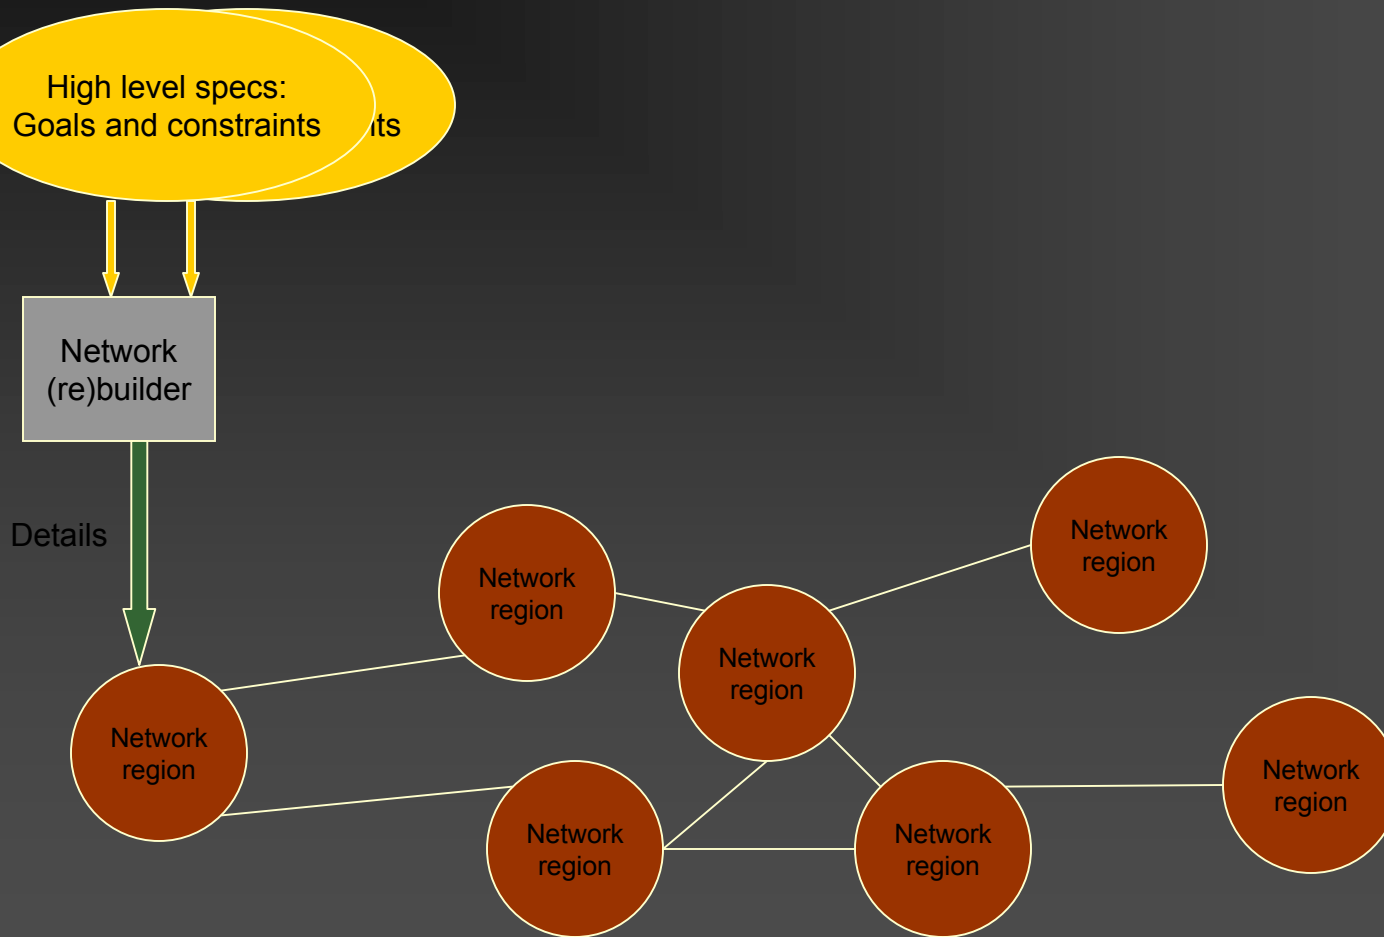 High level specs:
Goals and constraints
Network
(re)builder
Details
Network
region
Network
region
Network
region
Network
region
Network
region
Network
region
Network
region